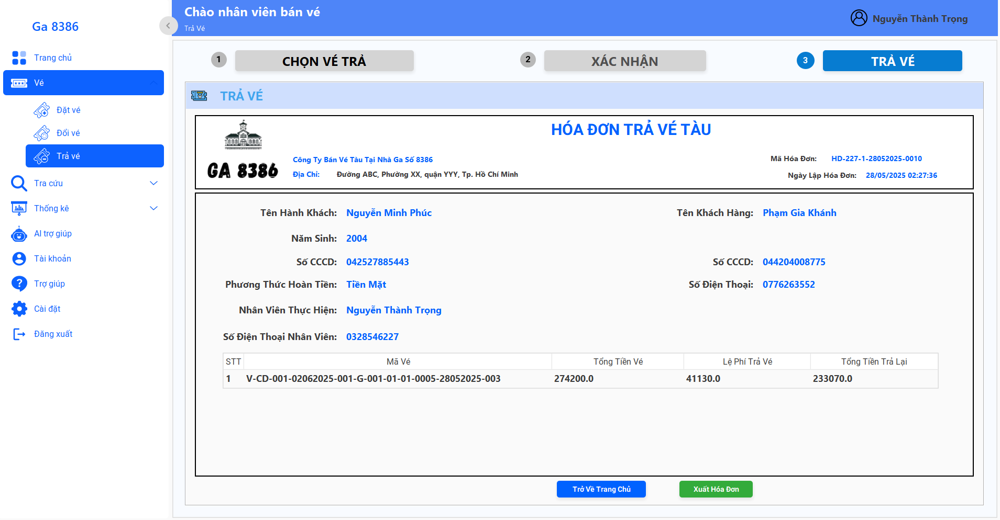 Ga 8386
Trang chủ
Vé
Đặt vé
Đổi vé
Trả vé
Tra cứu
Thống kê
AI trợ giúp
Tài khoản
Trợ giúp
Cài đặt
Đăng xuất
Chào nhân viên bán vé
Trả Vé
Nguyễn Thành Trọng
1 CHỌN VÉ TRẢ 2 XÁC NHẬN 3 TRẢ VÉ
TRẢ VÉ
HÓA ĐƠN TRẢ VÉ TÀU
GA 8386
Công Ty Bán Vé Tàu Tại Nhà Ga Số 8386
Địa Chỉ: Đường ABC, Phường XX, quận YYY, Tp. Hồ Chí Minh
Mã Hóa Đơn: HD-227-1-28052025-0010
Ngày Lập Hóa Đơn: 28/05/2025 02:27:36
Tên Hành Khách: Nguyễn Minh Phúc Tên Khách Hàng: Phạm Gia Khánh
Năm Sinh: 2004
Số CCCD: 042527885443 Số CCCD: 044204008775
Phương Thức Hoàn Tiền: Tiền Mặt Số Điện Thoại: 0776263552
Nhân Viên Thực Hiện: Nguyễn Thành Trọng
Số Điện Thoại Nhân Viên: 0328546227
STT Mã Vé Tổng Tiền Vé Lệ Phí Trả Vé Tổng Tiền Trả Lại
1 V-CD-001-02062025-001-G-001-01-01-0005-28052025-003 274200.0 41130.0 233070.0
Trở Về Trang Chủ Xuất Hóa Đơn